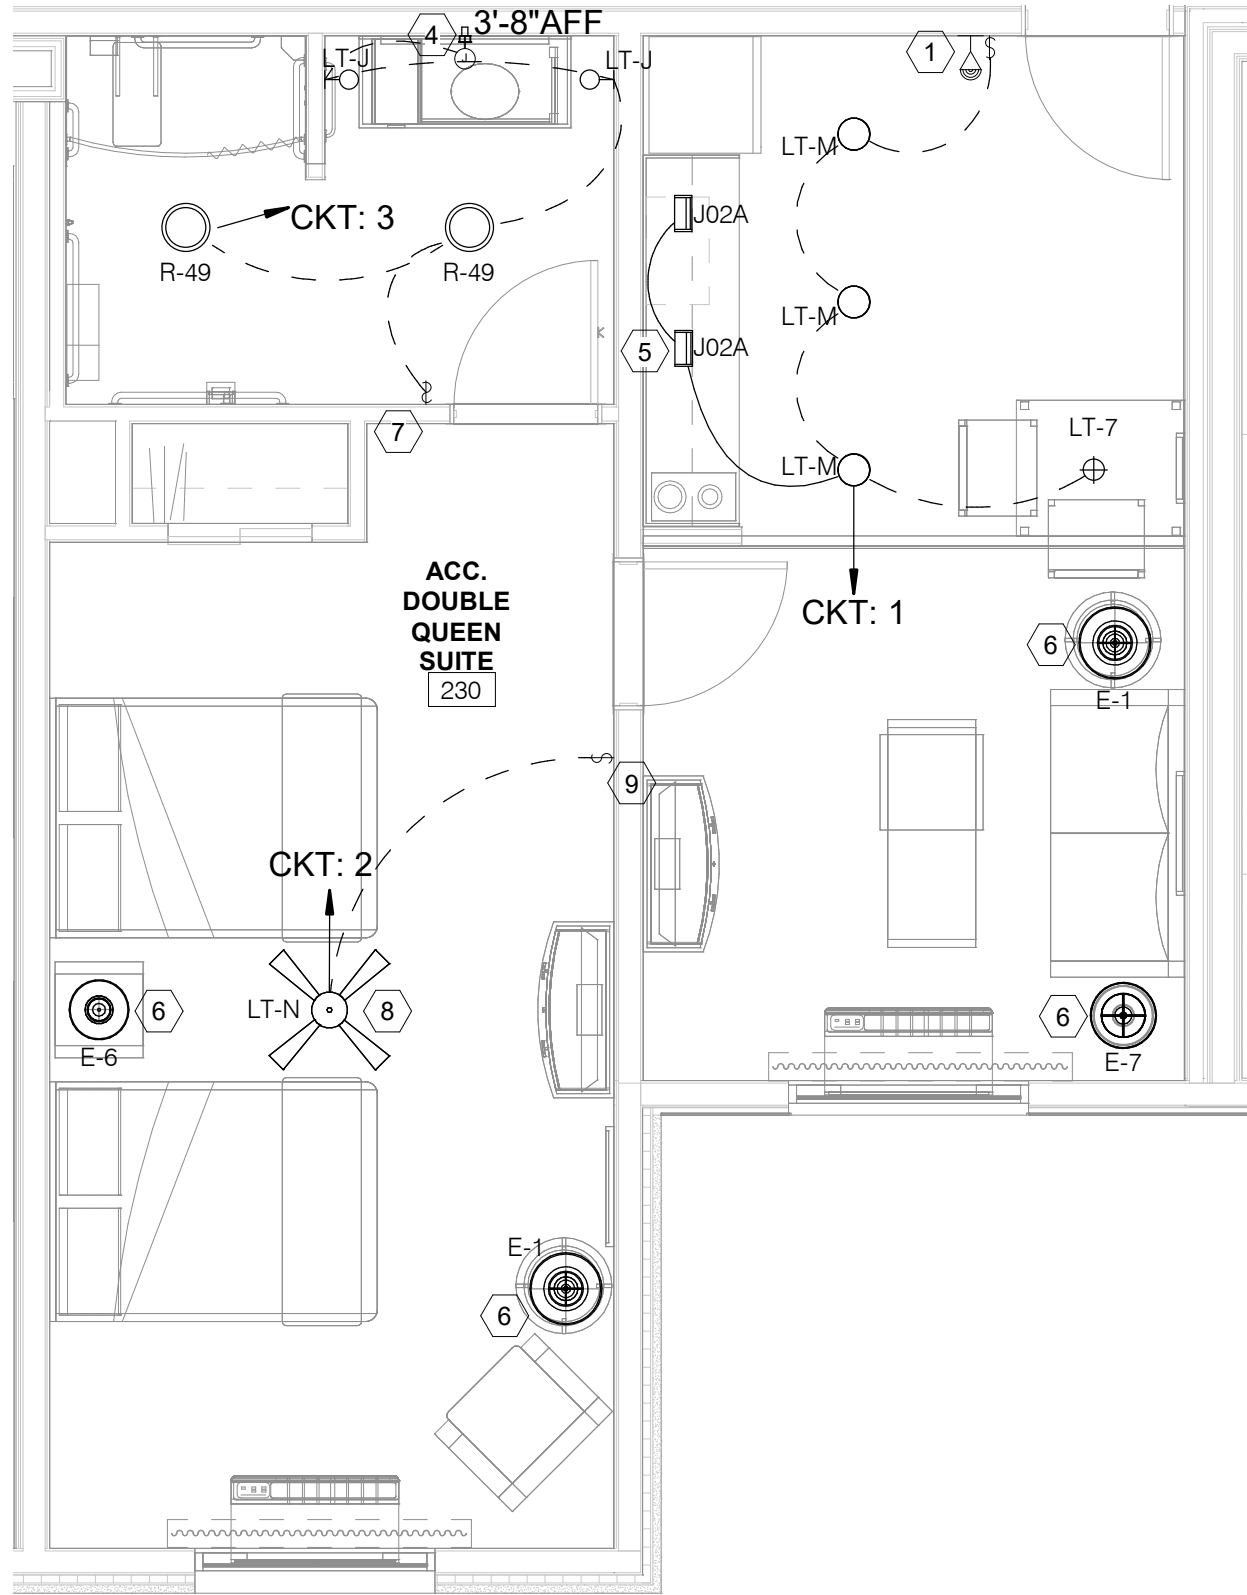 4
3'-8"AFF
1
$
LT-J
J
LT-J
LT-M
CKT: 3
J02A
R-49
R-49
LT-M
5
J02A
$
7
LT-7
LT-M
ACC.
DOUBLE
QUEEN
SUITE
230
CKT: 1
6
E-1
$
9
CKT: 2
6
LT-N
8
6
E-6
E-7
E-1
6